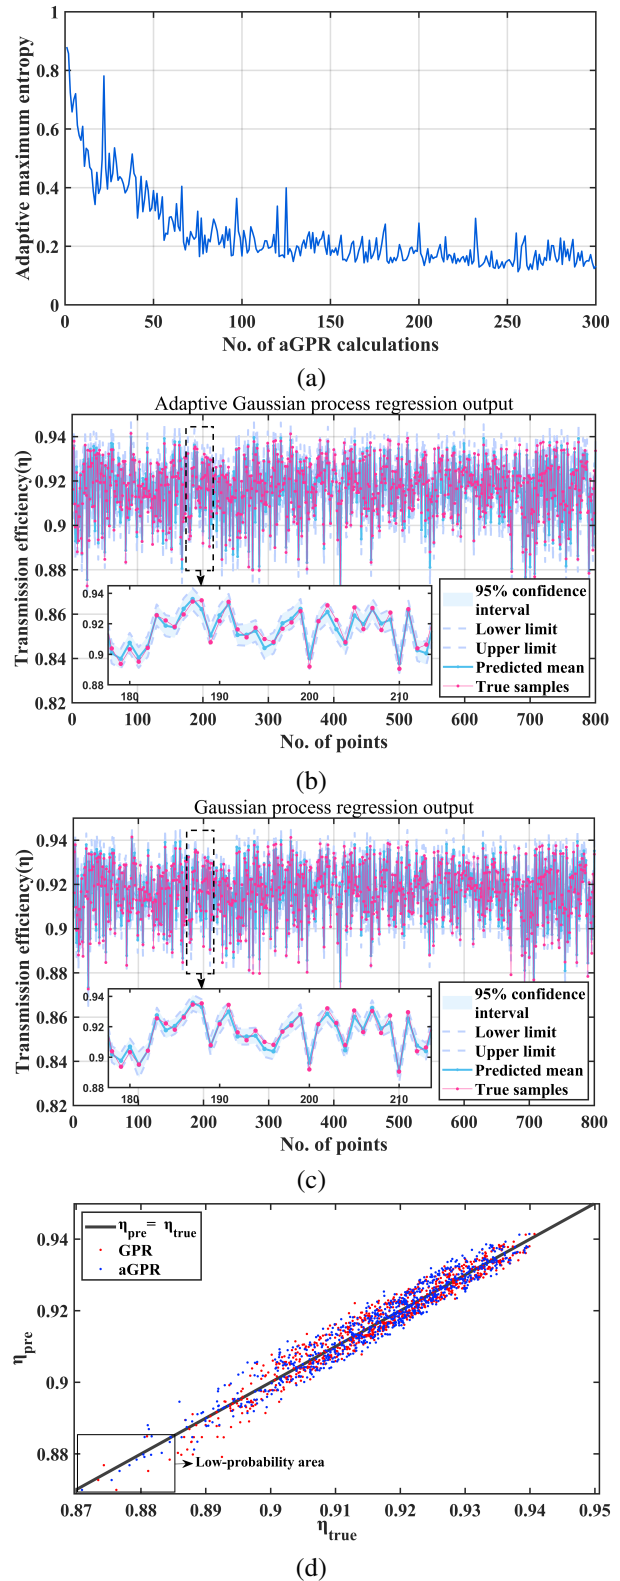 1
0.8
0.6
0.4
0.2
0
Adaptive maximum entropy
0 50 100 150 200 250 300
No. of aGPR calculations
(a)
Adaptive Gaussian process regression output
0.94
0.92
0.9
0.88
0.86
0.84
0.82
Transmission efficiency(η)
0.94
0.92
0.9
0.88
180 190 200 210
95% confidence
interval
Lower limit
Upper limit
Predicted mean
True samples
0 100 200 300 400 500 600 700 800
No. of points
(b)
Gaussian process regression output
0.94
0.92
0.9
0.88
0.86
0.84
0.82
Transmission efficiency(η)
0.94
0.92
0.9
0.88
180 190 200 210
95% confidence
interval
Lower limit
Upper limit
Predicted mean
True samples
0 100 200 300 400 500 600 700 800
No. of points
(c)
η_pre = η_true
GPR
aGPR
0.94
0.92
0.9
0.88
η_pre
Low-probability area
0.87 0.88 0.89 0.9 0.91 0.92 0.93 0.94 0.95
η_true
(d)